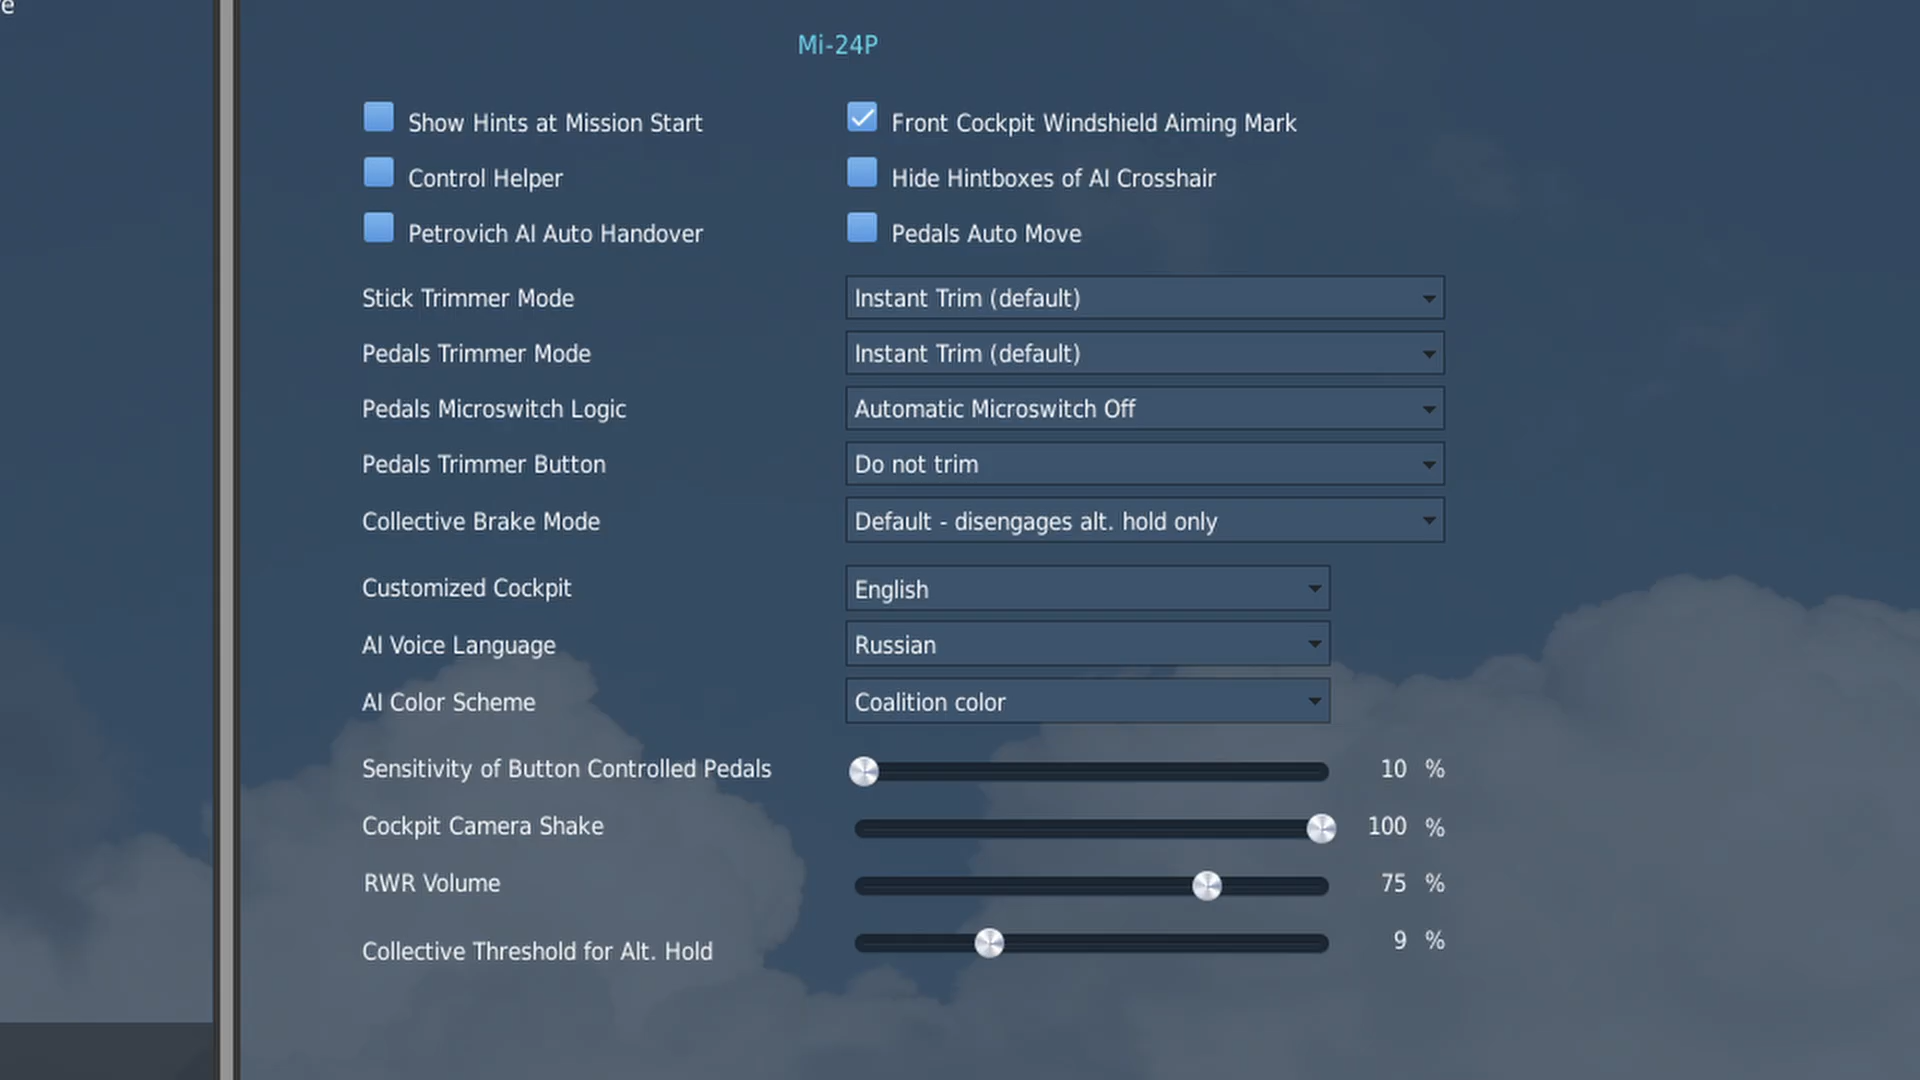 Mi-24P
Show Hints at Mission Start
Front Cockpit Windshield Aiming Mark
Control Helper
Hide Hintboxes of AI Crosshair
Petrovich AI Auto Handover
Pedals Auto Move
Stick Trimmer Mode
Instant Trim (default)
Pedals Trimmer Mode
Instant Trim (default)
Pedals Microswitch Logic
Automatic Microswitch Off
Pedals Trimmer Button
Do not trim
Collective Brake Mode
Default - disengages alt. hold only
Customized Cockpit
English
AI Voice Language
Russian
AI Color Scheme
Coalition color
Sensitivity of Button Controlled Pedals
10 %
Cockpit Camera Shake
100 %
RWR Volume
75 %
Collective Threshold for Alt. Hold
9 %